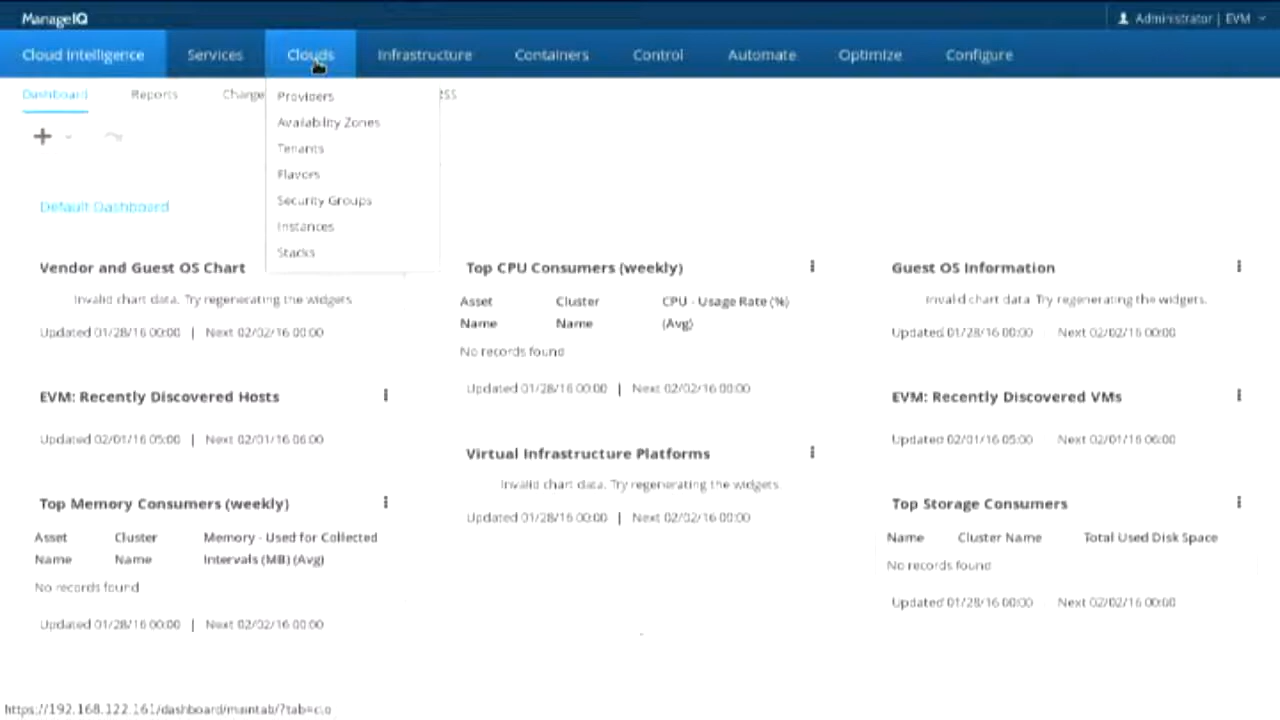 ManageIQ
Administrator | EVM
Cloud Intelligence Services Clouds Infrastructure Containers Control Automate Optimize Configure
Dashboard Reports
Providers
Availability Zones
Tenants
Flavors
Security Groups
Instances
Stacks
Default Dashboard
Vendor and Guest OS Chart
Invalid chart data. Try regenerating the widgets.
Updated 01/28/16 00:00 | Next 02/02/16 00:00
EVM: Recently Discovered Hosts
Updated 02/01/16 05:00 | Next 02/01/16 06:00
Top Memory Consumers (weekly)
Asset Name Cluster Name Memory - Used for Collected Intervals (MB) (Avg)
No records found
Updated 01/28/16 00:00 | Next 02/02/16 00:00
Top CPU Consumers (weekly)
Asset Name Cluster Name CPU - Usage Rate (%) (Avg)
No records found
Updated 01/28/16 00:00 | Next 02/02/16 00:00
Virtual Infrastructure Platforms
Invalid chart data. Try regenerating the widgets.
Updated 01/28/16 00:00 | Next 02/02/16 00:00
Guest OS Information
Invalid chart data. Try regenerating the widgets.
Updated 01/28/16 00:00 Next 02/02/16 00:00
EVM: Recently Discovered VMs
Updated 02/01/16 05:00 Next 02/01/16 06:00
Top Storage Consumers
Name Cluster Name Total Used Disk Space
No records found
Updated 01/28/16 00:00 Next 02/02/16 00:00